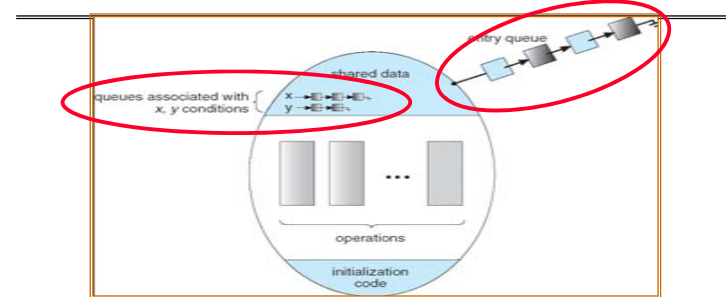 entry queue
shared data
queues associated with
x, y conditions
x
y
...
operations
initialization
code